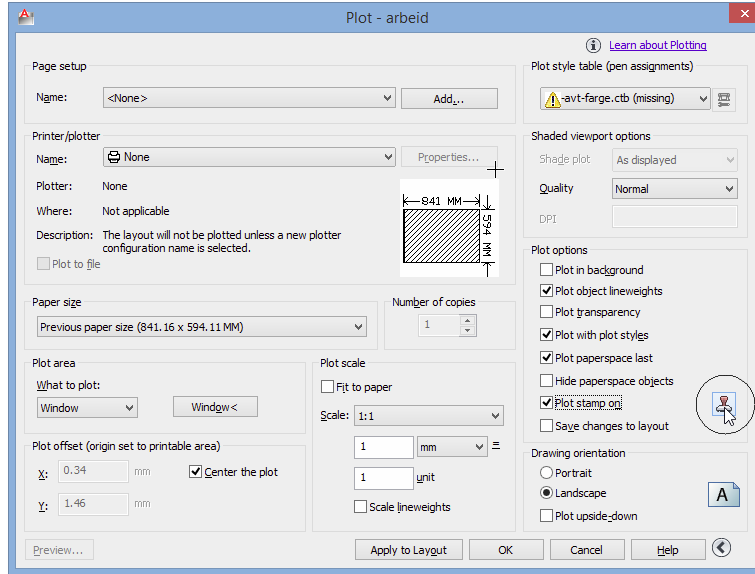 Plot - arbeid
Learn about Plotting
Page setup
Name:
<None>
Add...
Plot style table (pen assignments)
-avt-farge.ctb (missing)
Printer/plotter
Name:
None
Properties...
Plotter:
None
Where:
Not applicable
Description:
The layout will not be plotted unless a new plotter
configuration name is selected.
Plot to file
841 MM
594 MM
Shaded viewport options
Shade plot
As displayed
Quality
Normal
DPI
Paper size
Previous paper size (841.16 x 594.11 MM)
Number of copies
1
Plot area
What to plot:
Window
Window<
Plot scale
Fit to paper
Scale:
1:1
1
mm
=
1
unit
Scale lineweights
Plot offset (origin set to printable area)
X:
0.34
mm
Center the plot
Y:
1.46
mm
Plot options
Plot in background
Plot object lineweights
Plot transparency
Plot with plot styles
Plot paperspace last
Hide paperspace objects
Plot stamp on
Save changes to layout
Drawing orientation
Portrait
Landscape
Plot upside-down
A
Preview...
Apply to Layout
OK
Cancel
Help